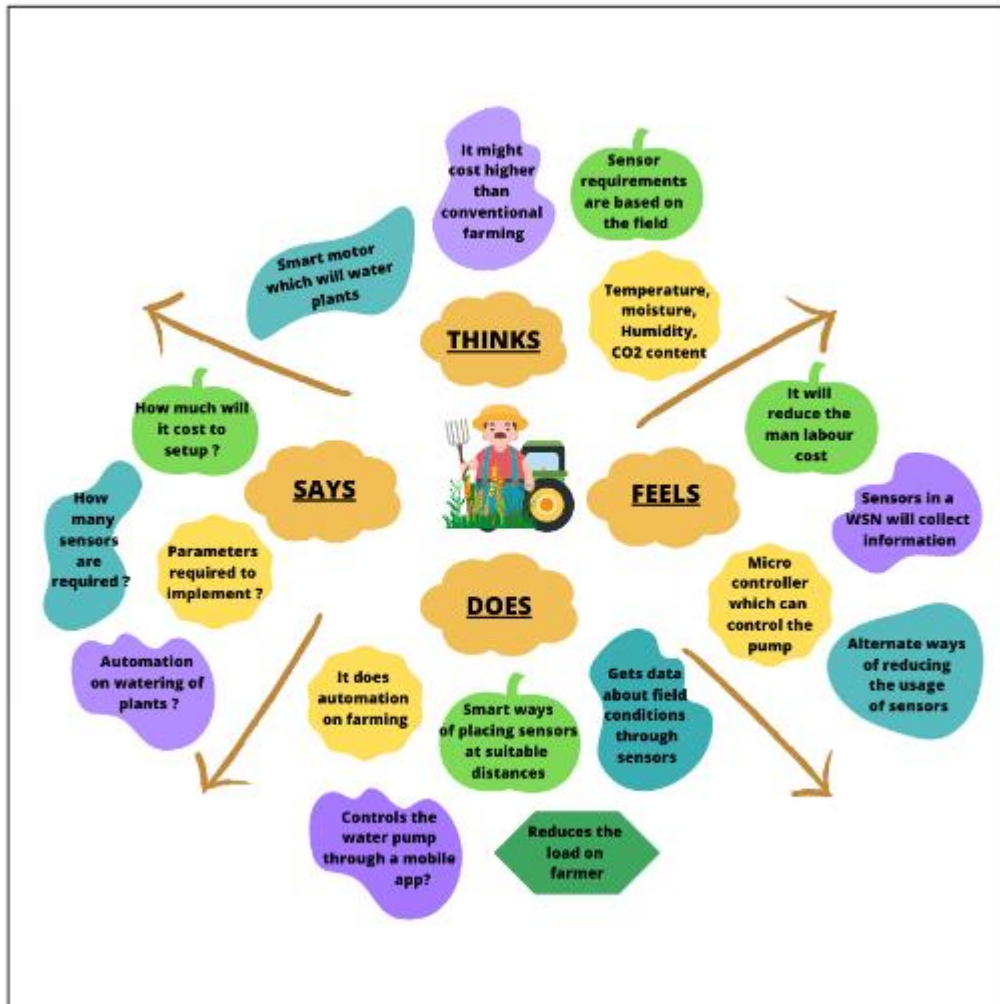 It might
cost higher
than
conventional
farming
Sensor
requirements
are based on
the field
Smart motor
which will water
plants
Temperature,
moisture,
Humidity,
CO2 content
THINKS
How much will
it cost to
setup ?
SAYS
How
many
sensors
are
required ?
Parameters
required to
implement ?
Automation
on watering of
plants ?
FEELS
It will
reduce the
man labour
cost
Sensors in a
WSN will collect
information
Micro
controller
which can
control the
pump
Alternate ways
of reducing
the usage
of sensors
DOES
It does
automation
on farming
Smart ways
of placing sensors
at suitable
distances
Gets data
about field
conditions
through
sensors
Controls the
water pump
through a mobile
app?
Reduces the
load on
farmer